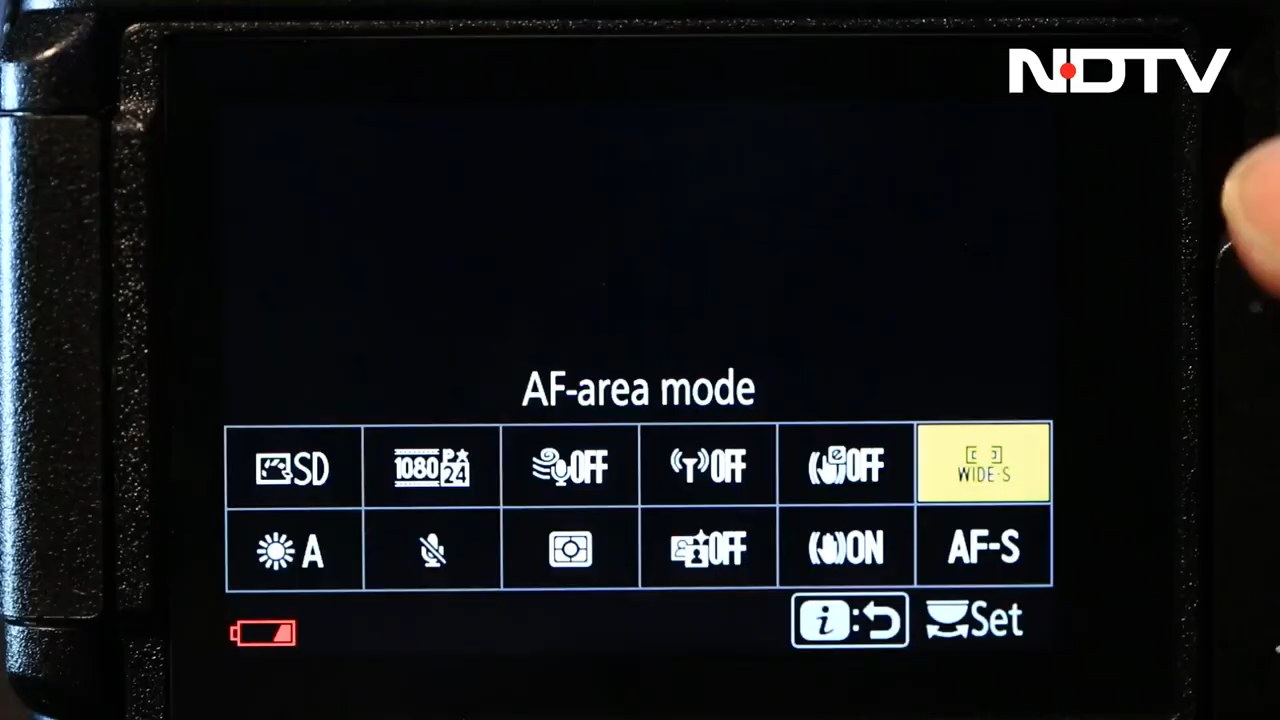 NDTV
AF-area mode
SD 1080 P★ 24 OFF OFF OFF WIDE-S
A OFF ON AF-S
i: Set